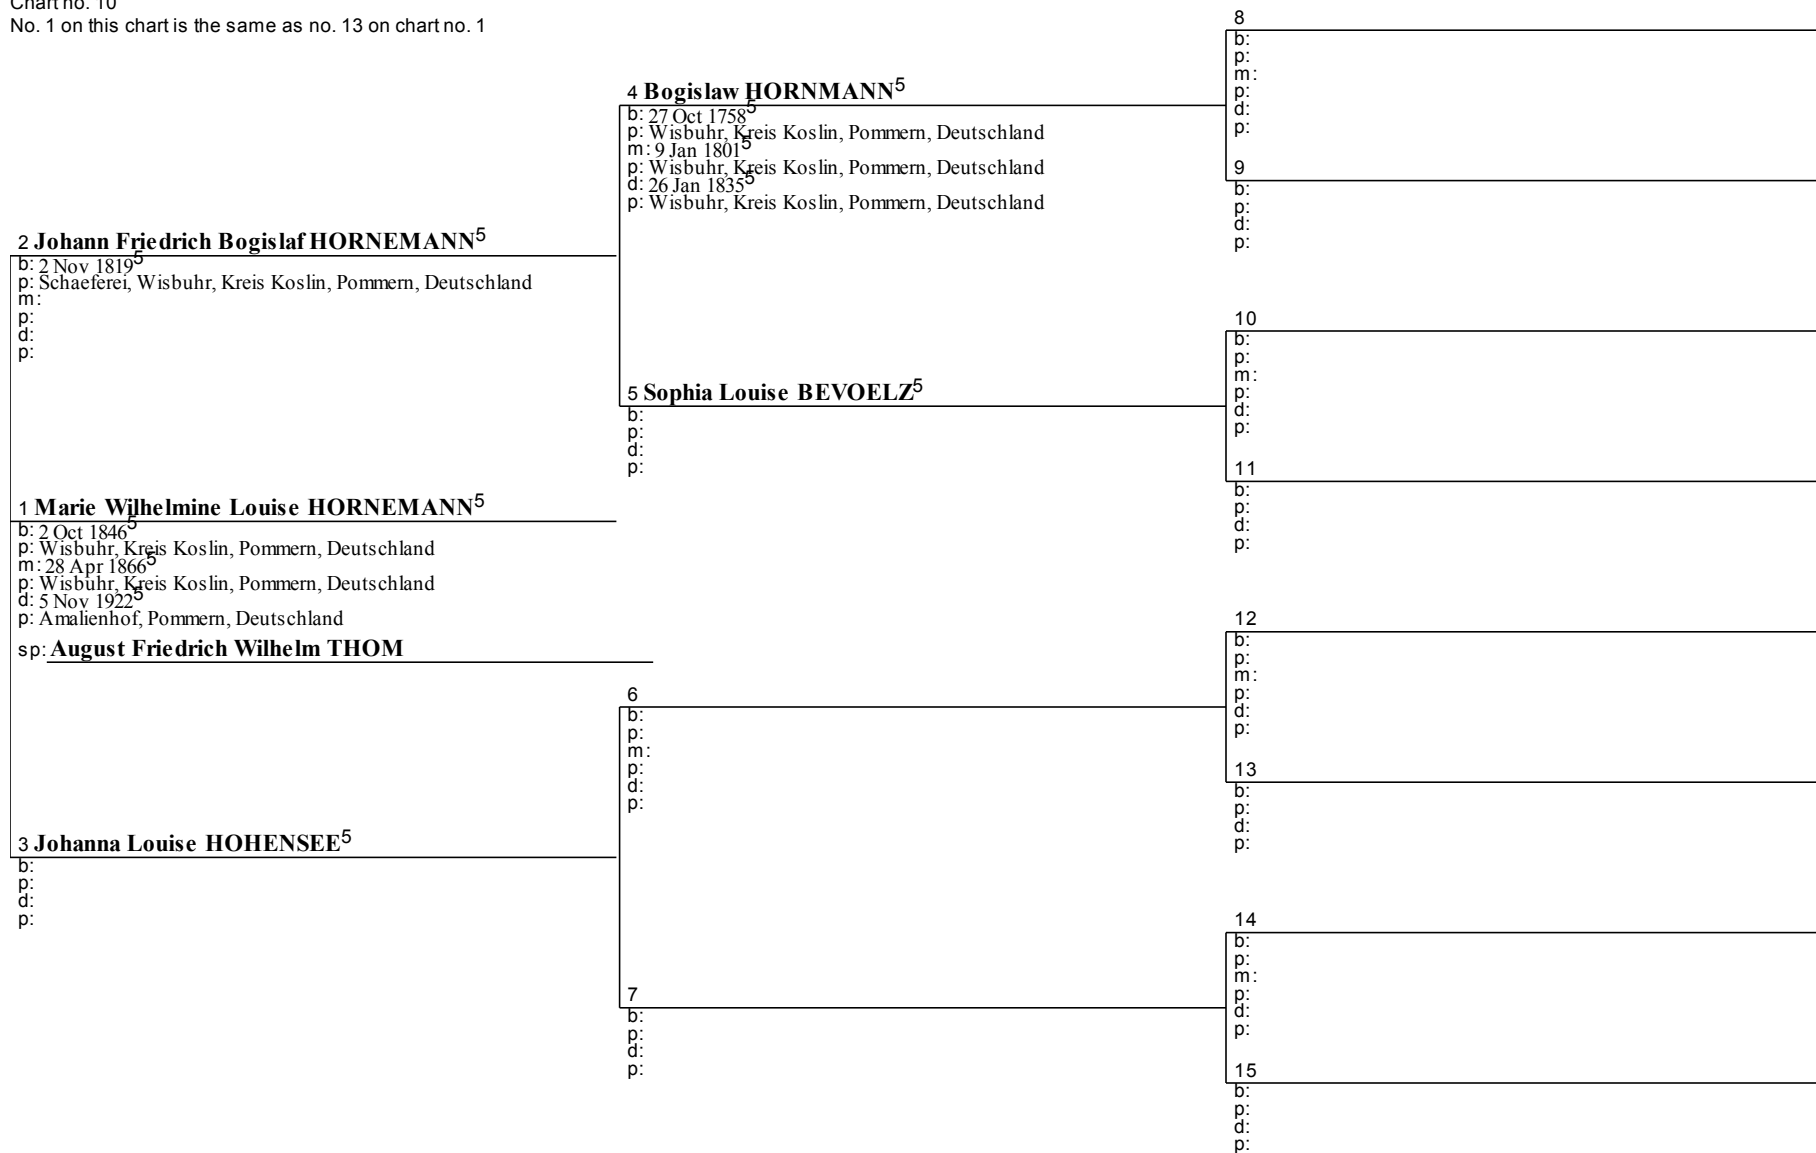 Chart no. 10
No. 1 on this chart is the same as no. 13 on chart no. 1
2 Johann Friedrich Bogislaf HORNEMANN5
b: 2 Nov 18195
p: Schaeferei, Wisbuhr, Kreis Koslin, Pommern, Deutschland
m:
p:
d:
p:
1 Marie Wilhelmine Louise HORNEMANN5
b: 2 Oct 18465
p: Wisbuhr, Kreis Koslin, Pommern, Deutschland
m: 28 Apr 18665
p: Wisbuhr, Kreis Koslin, Pommern, Deutschland
d: 5 Nov 19225
p: Amalienhof, Pommern, Deutschland
sp: August Friedrich Wilhelm THOM
3 Johanna Louise HOHENSEE5
b:
p:
d:
p:
4 Bogislaw HORNMANN5
b: 27 Oct 17585
p: Wisbuhr, Kreis Koslin, Pommern, Deutschland
m: 9 Jan 18015
p: Wisbuhr, Kreis Koslin, Pommern, Deutschland
d: 26 Jan 18355
p: Wisbuhr, Kreis Koslin, Pommern, Deutschland
5 Sophia Louise BEVOELZ5
b:
p:
d:
p:
6
b:
p:
m:
p:
d:
p:
7
b:
p:
d:
p:
8
b:
p:
m:
p:
d:
p:
9
b:
p:
d:
p:
10
b:
p:
m:
p:
d:
p:
11
b:
p:
d:
p:
12
b:
p:
m:
p:
d:
p:
13
b:
p:
d:
p:
14
b:
p:
m:
p:
d:
p:
15
b:
p:
d:
p: